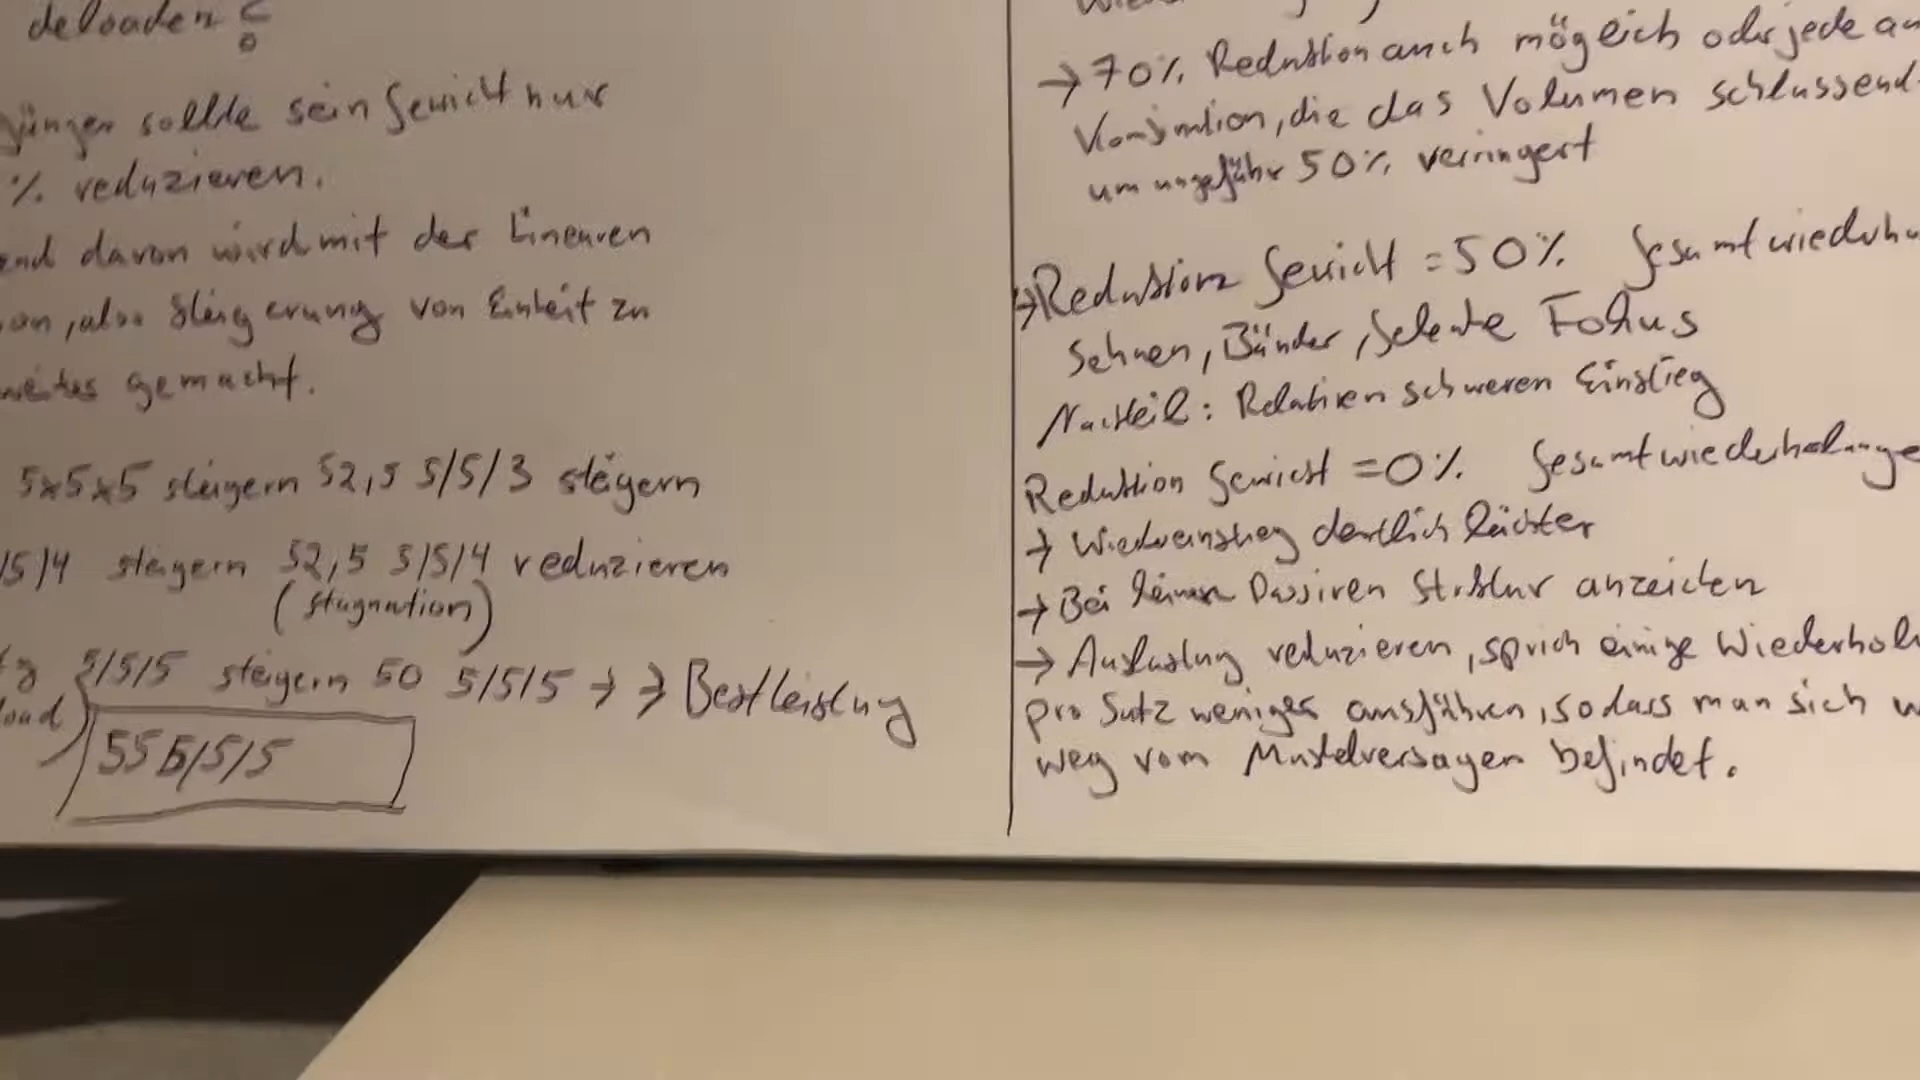 deloaden?
sollte sein Gewicht nur
% reduzieren.
davon wird mit der Linearen
, also Steigerung von Einheit zu
gemacht.
5x5x5 steigern 52,5 5/5/3 steigern
/5/4 steigern 52,5 5/5/4 reduzieren
(Stagnation)
5/5/5 steigern 50 5/5/5 → → Bestleistung
55 5/5/5
→ 70% Reduktion auch möglich oder jede
, die das Volumen schlussend
um ungefähr 50% verringert
→ Reduktion Gewicht = 50% Gesamtwiederho
Sehnen, Bänder, Gelenke Fokus
Nachteil: Relativen schweren Einstieg
Reduktion Gewicht = 0% Gesamtwiederholunge
→ Wiedereinstieg deutlich leichter
→ Bei keinen Passiven Struktur anzeichen
→ Auslastung reduzieren, sprich einige Wiederhol
pro Satz weniger ausführen, sodass man sich w
weg vom Muskelversagen befindet.